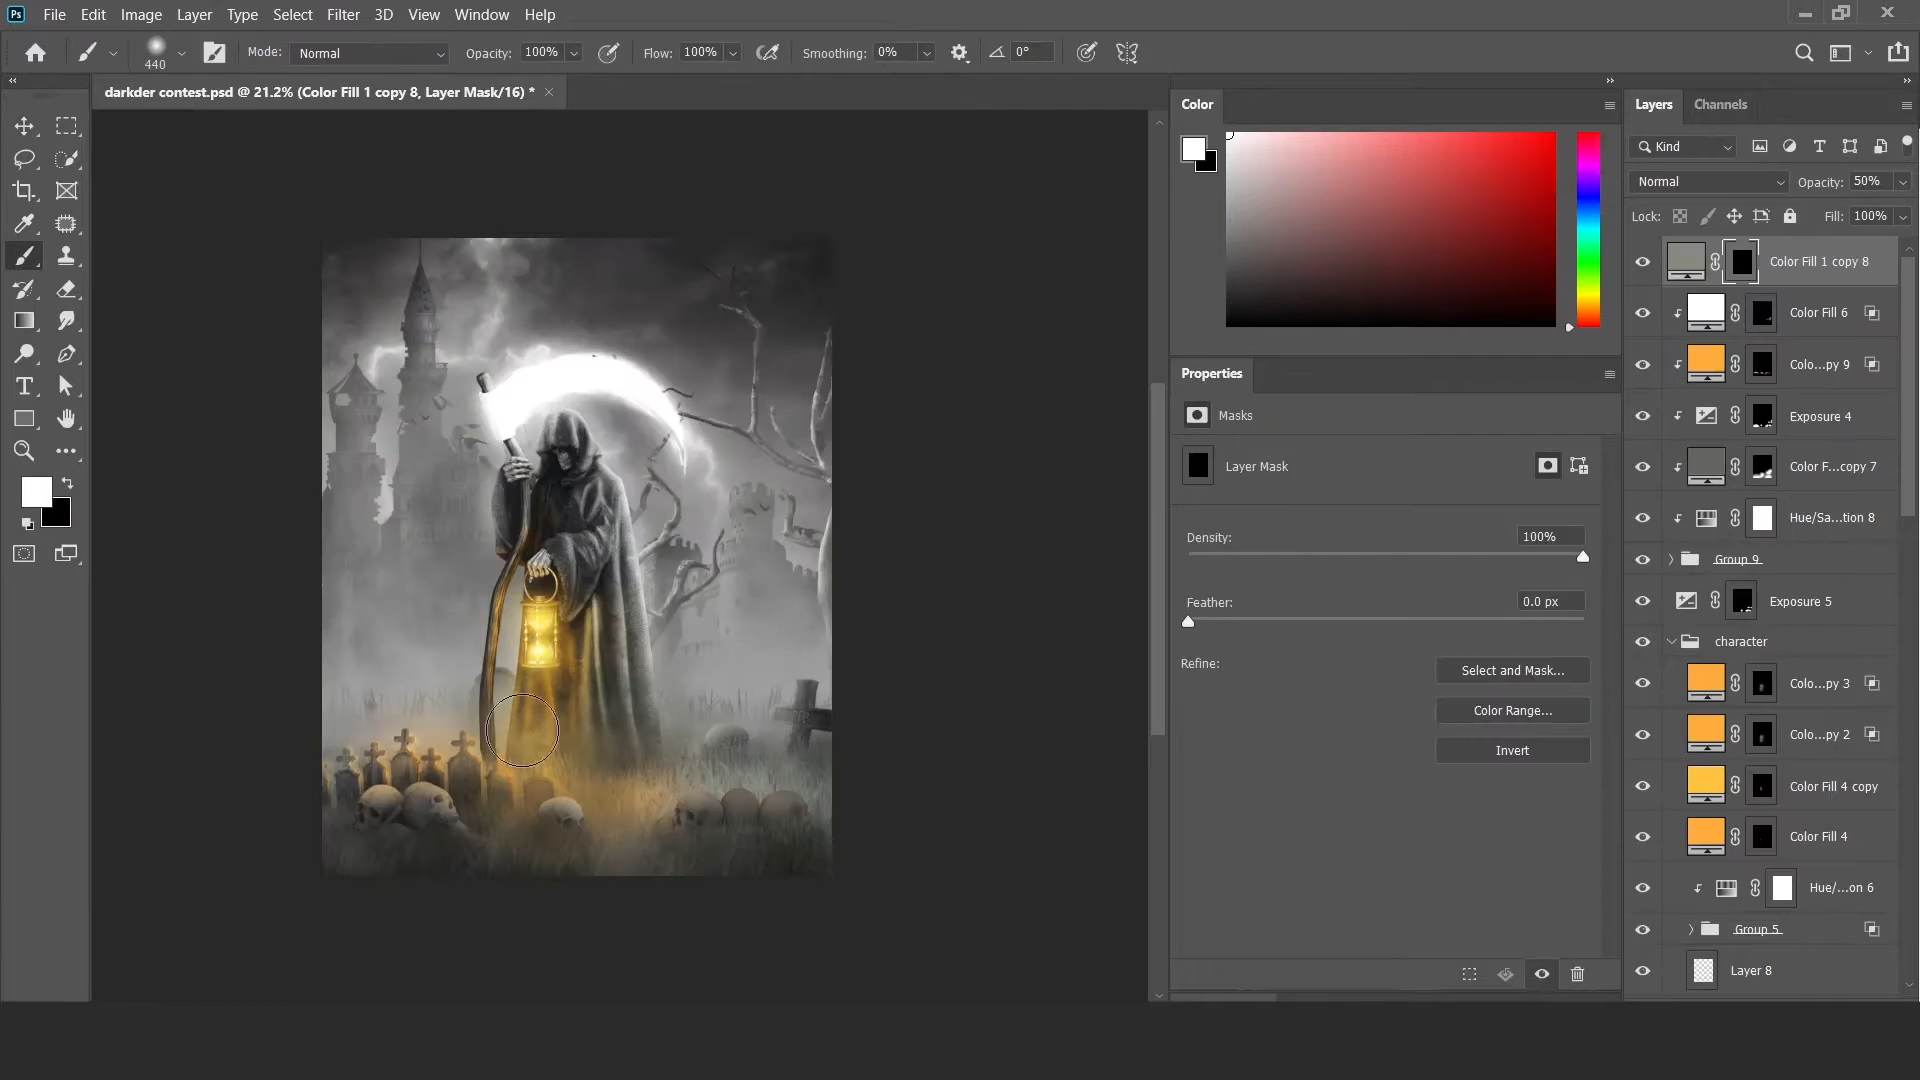 Ps File Edit Image Layer Type Select Filter 3D View Window Help
440 Mode: Normal Opacity: 100% Flow: 100% Smoothing: 0% 0°
darkder contest.psd @ 21.2% (Color Fill 1 copy 8, Layer Mask/16) *
Color
Properties
Masks
Layer Mask
Density: 100%
Feather: 0.0 px
Refine:
Select and Mask...
Color Range...
Invert
Layers Channels
Kind
Normal Opacity: 50%
Lock: Fill: 100%
Color Fill 1 copy 8
Color Fill 6
Colo...py 9
Exposure 4
Color F...copy 7
Hue/Sa...tion 8
Group 9
Exposure 5
character
Colo...py 3
Colo...py 2
Color Fill 4 copy
Color Fill 4
Hue/...on 6
Group 5
Layer 8